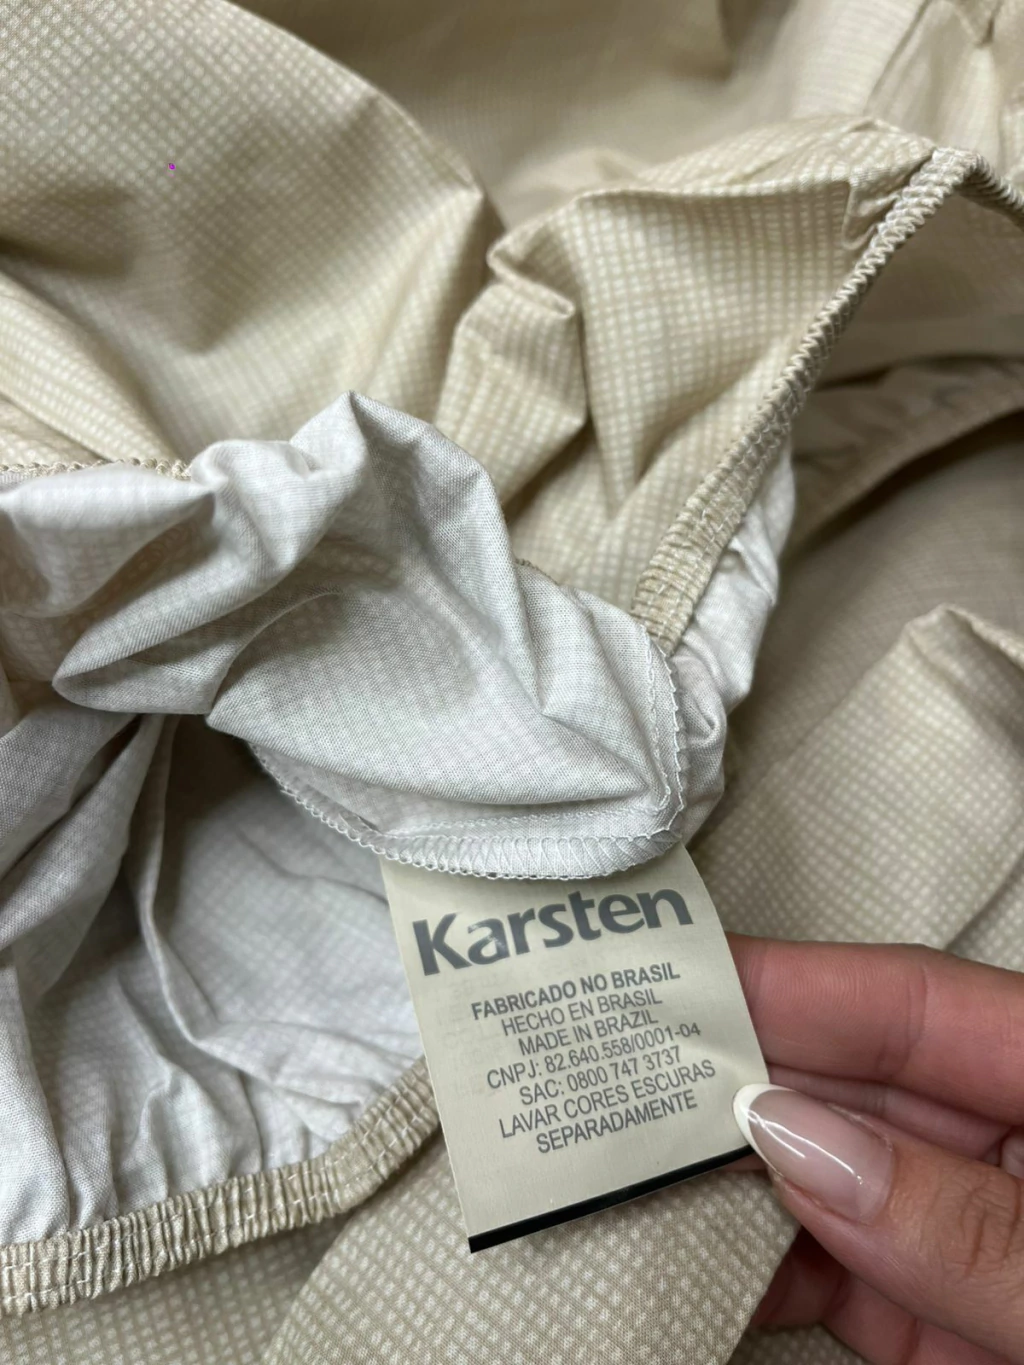 Karsten
FABRICADO NO BRASIL
HECHO EN BRASIL
MADE IN BRAZIL
CNPJ: 82.640.558/0001-04
SAC: 0800 747 3737
LAVAR CORES ESCURAS
SEPARADAMENTE